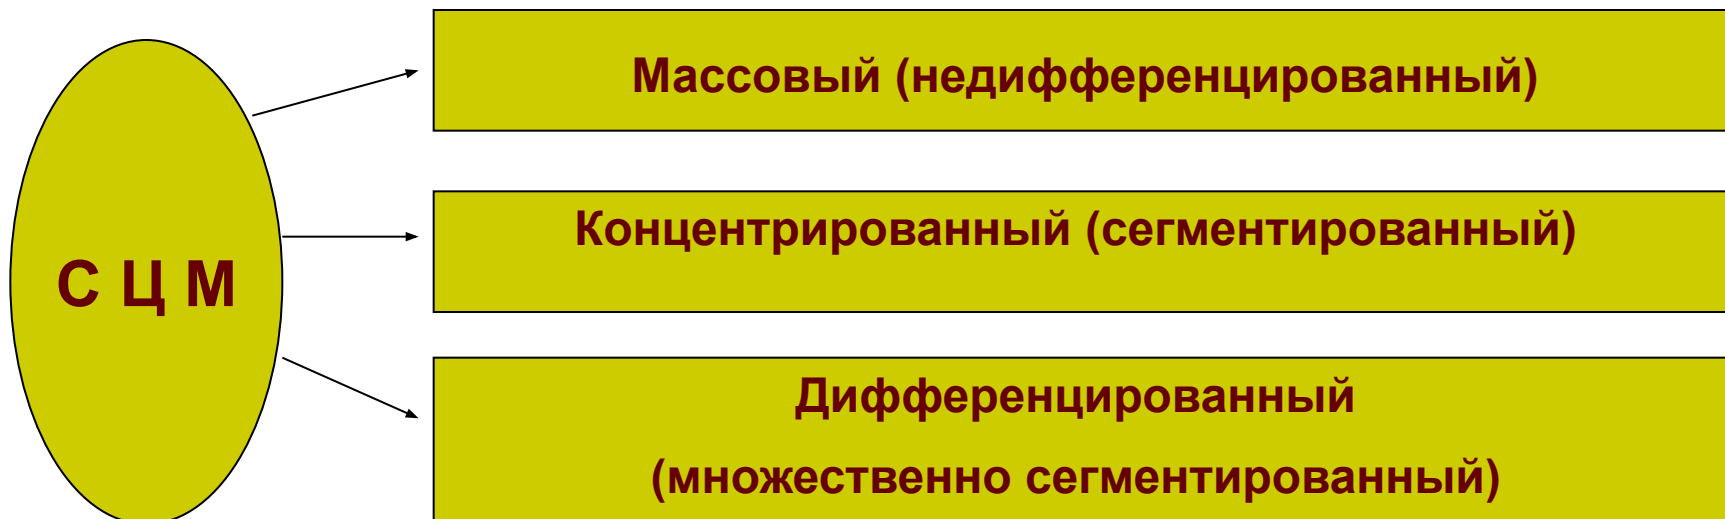 Массовый (недифференцированный)
Концентрированный (сегментированный)
С Ц М
Дифференцированный
(множественно сегментированный)